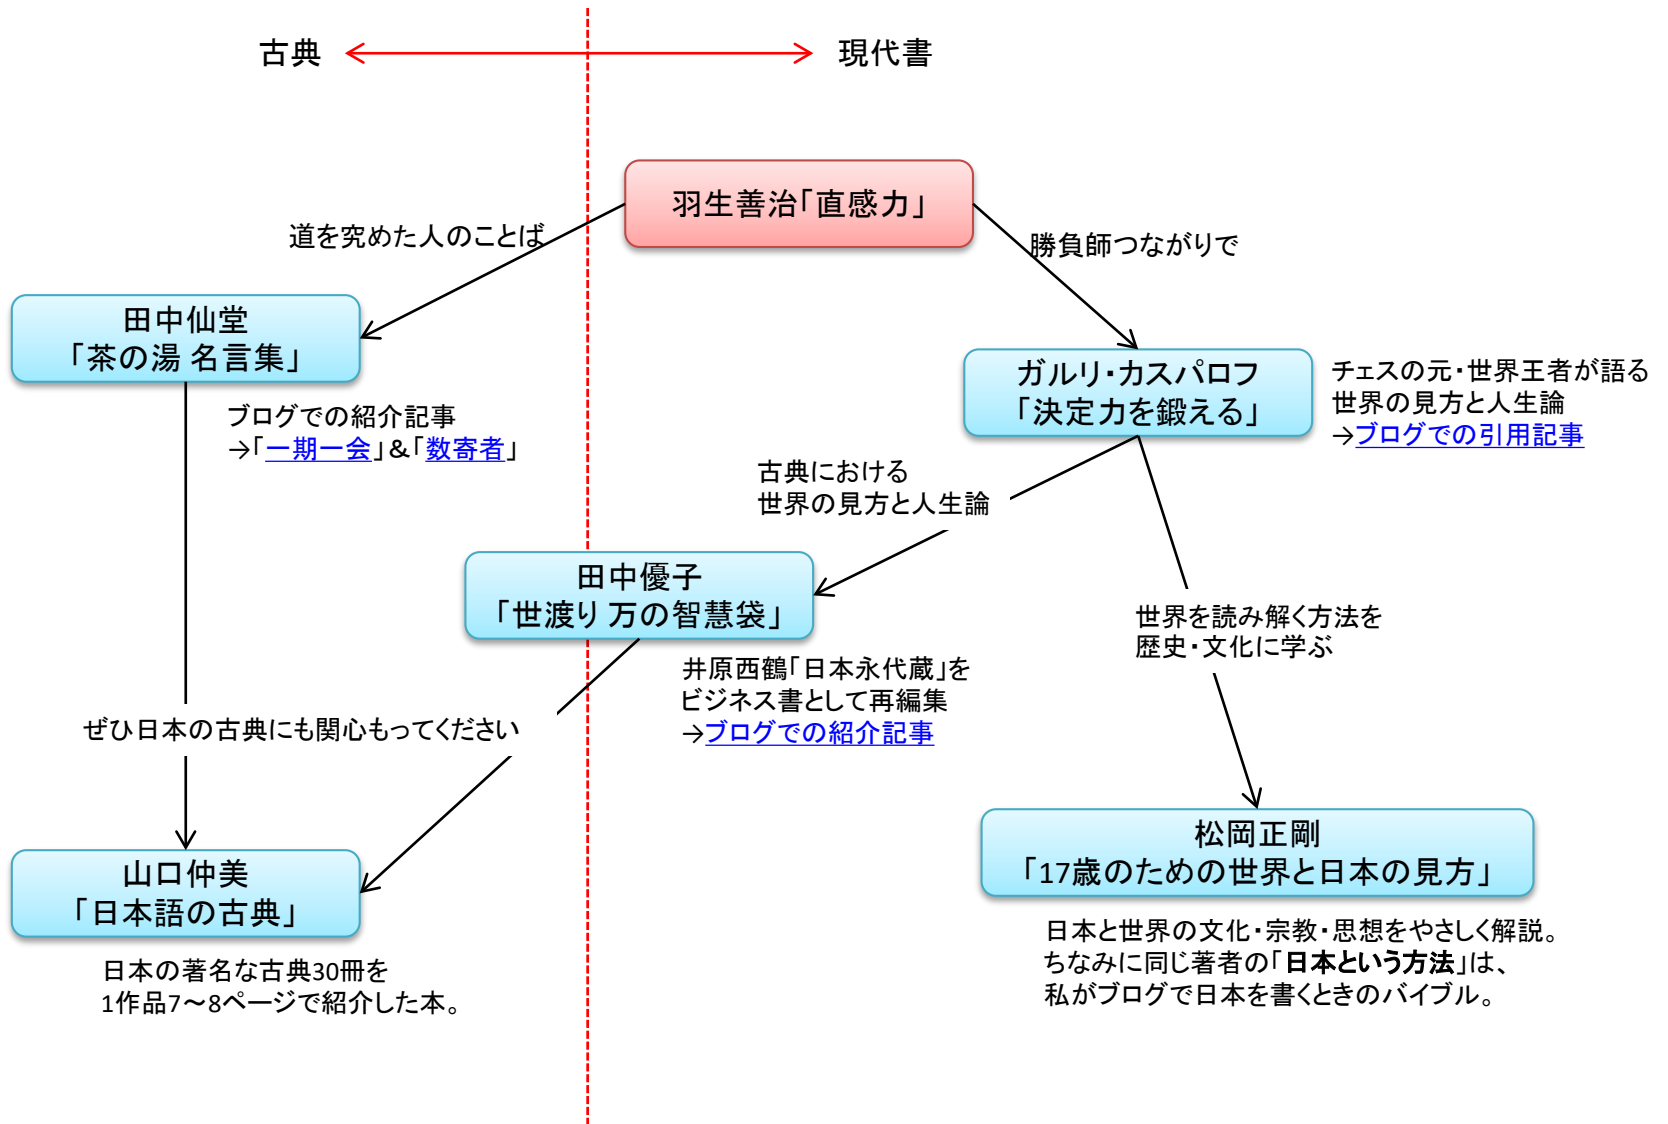 古典
現代書
羽生善治「直感力」
道を究めた人のことば
勝負師つながりで
田中仙堂
「茶の湯 名言集」
ブログでの紹介記事
→「一期一会」&「数寄者」
ガルリ・カスパロフ
「決定力を鍛える」
チェスの元・世界王者が語る
世界の見方と人生論
→ブログでの引用記事
古典における
世界の見方と人生論
田中優子
「世渡り 万の智慧袋」
井原西鶴「日本永代蔵」を
ビジネス書として再編集
→ブログでの紹介記事
世界を読み解く方法を
歴史・文化に学ぶ
ぜひ日本の古典にも関心もってください
山口仲美
「日本語の古典」
日本の著名な古典30冊を
1作品7～8ページで紹介した本。
松岡正剛
「17歳のための世界と日本の見方」
日本と世界の文化・宗教・思想をやさしく解説。
ちなみに同じ著者の「日本という方法」は、
私がブログで日本を書くときのバイブル。